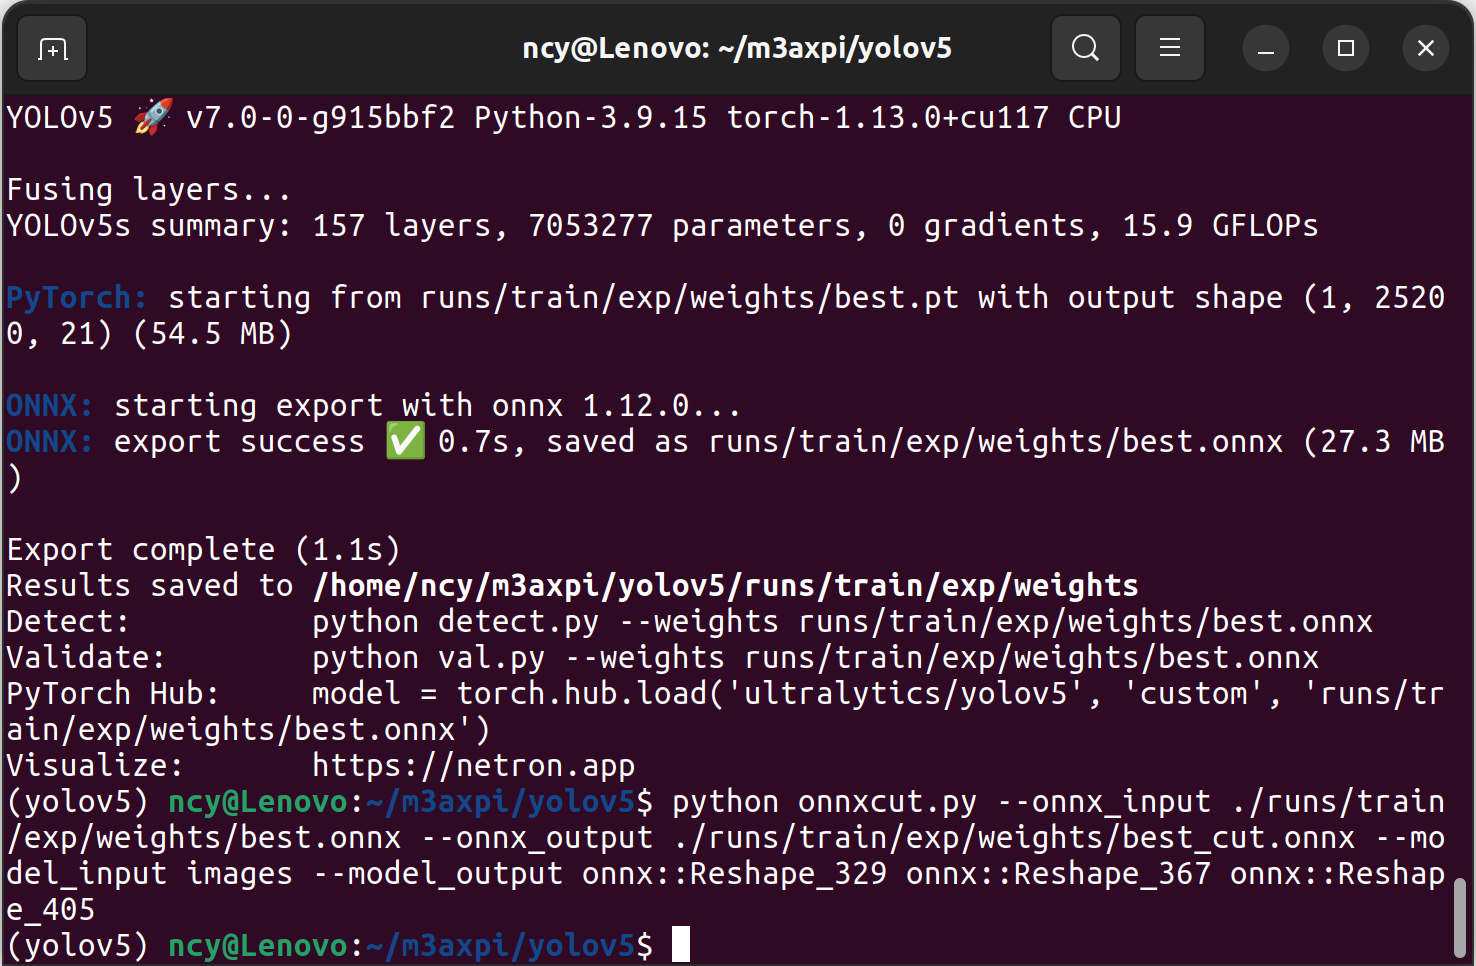 ncy@Lenovo: ~/m3axpi/yolov5
YOLOv5 🚀 v7.0-0-g915bbf2 Python-3.9.15 torch-1.13.0+cu117 CPU
Fusing layers...
YOLOv5s summary: 157 layers, 7053277 parameters, 0 gradients, 15.9 GFLOPs
PyTorch: starting from runs/train/exp/weights/best.pt with output shape (1, 2520
0, 21) (54.5 MB)
ONNX: starting export with onnx 1.12.0...
ONNX: export success ✅ 0.7s, saved as runs/train/exp/weights/best.onnx (27.3 MB
)
Export complete (1.1s)
Results saved to /home/ncy/m3axpi/yolov5/runs/train/exp/weights
Detect:          python detect.py --weights runs/train/exp/weights/best.onnx
Validate:        python val.py --weights runs/train/exp/weights/best.onnx
PyTorch Hub:     model = torch.hub.load('ultralytics/yolov5', 'custom', 'runs/tr
ain/exp/weights/best.onnx')
Visualize:       https://netron.app
(yolov5) ncy@Lenovo:~/m3axpi/yolov5$ python onnxcut.py --onnx_input ./runs/train
/exp/weights/best.onnx --onnx_output ./runs/train/exp/weights/best_cut.onnx --mo
del_input images --model_output onnx::Reshape_329 onnx::Reshape_367 onnx::Reshap
e_405
(yolov5) ncy@Lenovo:~/m3axpi/yolov5$